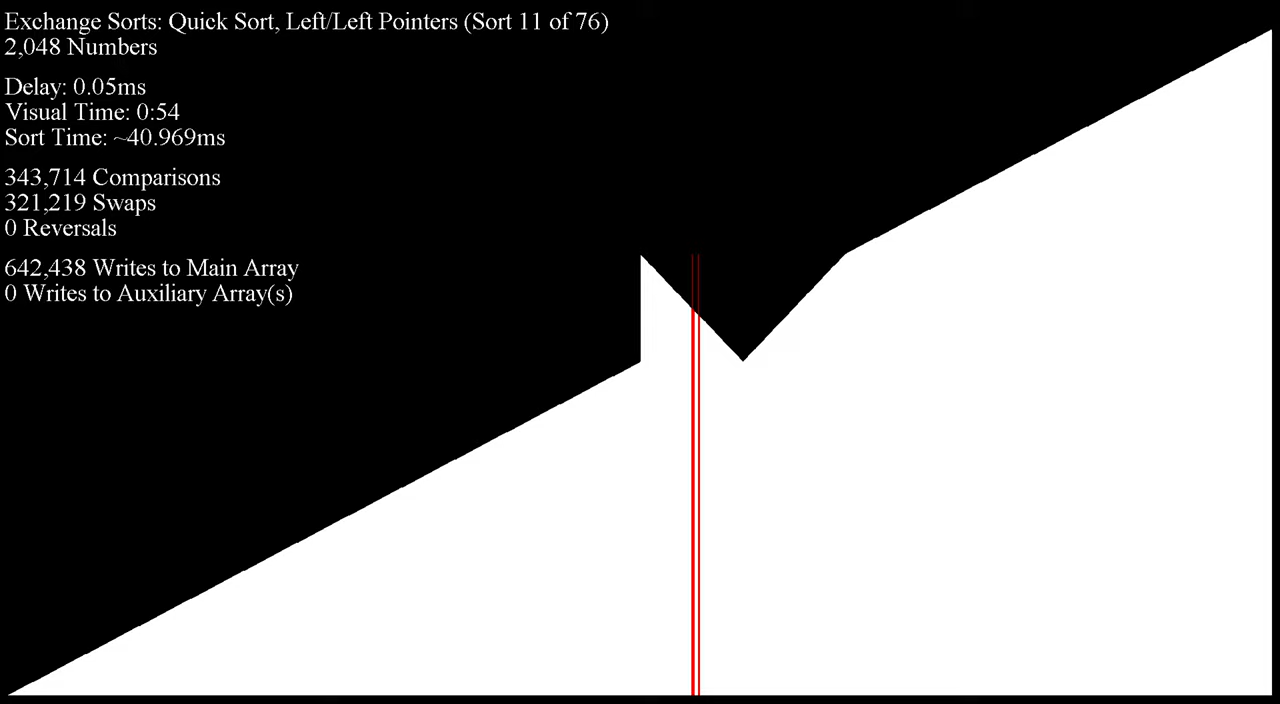 Exchange Sorts: Quick Sort, Left/Left Pointers (Sort 11 of 76)
2,048 Numbers
Delay: 0.05ms
Visual Time: 0:54
Sort Time: ~40.969ms
343,714 Comparisons
321,219 Swaps
0 Reversals
642,438 Writes to Main Array
0 Writes to Auxiliary Array(s)